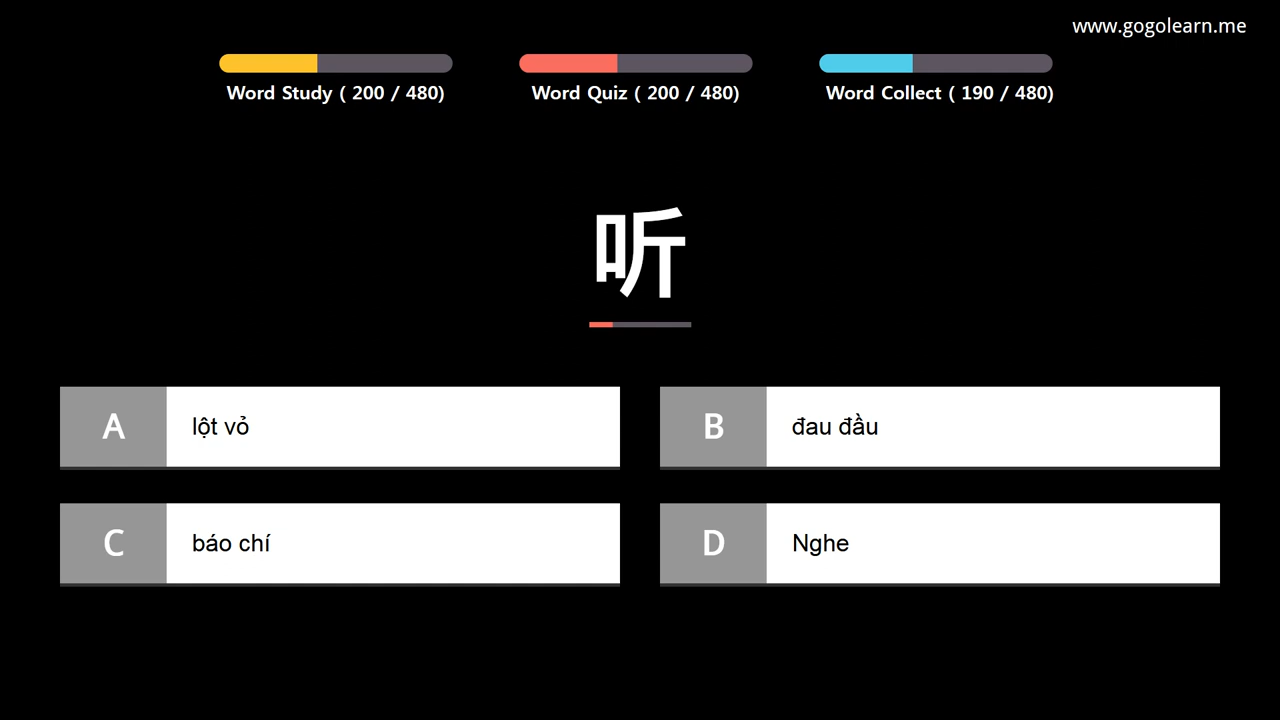 www.gogolearn.me
Word Study ( 200 / 480)
Word Quiz ( 200 / 480)
Word Collect ( 190 / 480)
听
A lột vỏ
B đau đầu
C báo chí
D Nghe